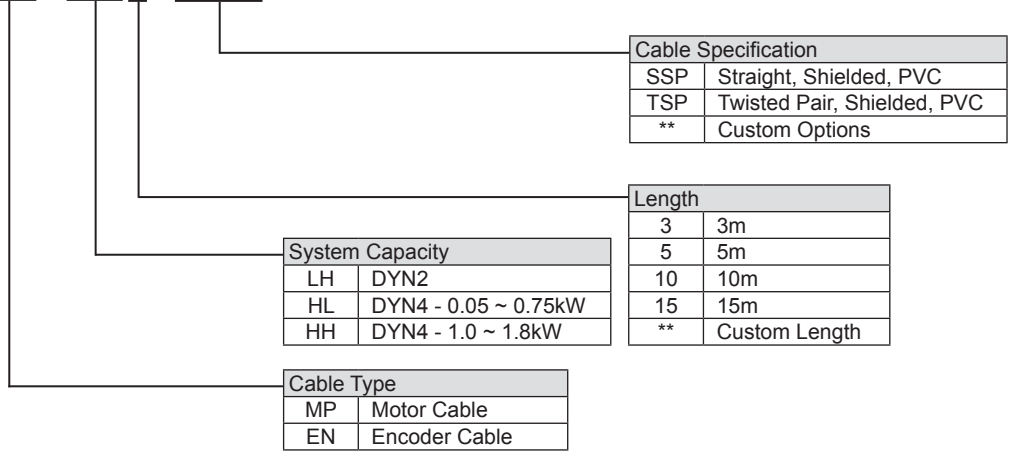 Cable Specification
SSP Straight, Shielded, PVC
TSP Twisted Pair, Shielded, PVC
** Custom Options
Length
3 3m
5 5m
10 10m
15 15m
** Custom Length
System Capacity
LH DYN2
HL DYN4 - 0.05 ~ 0.75kW
HH DYN4 - 1.0 ~ 1.8kW
Cable Type
MP Motor Cable
EN Encoder Cable